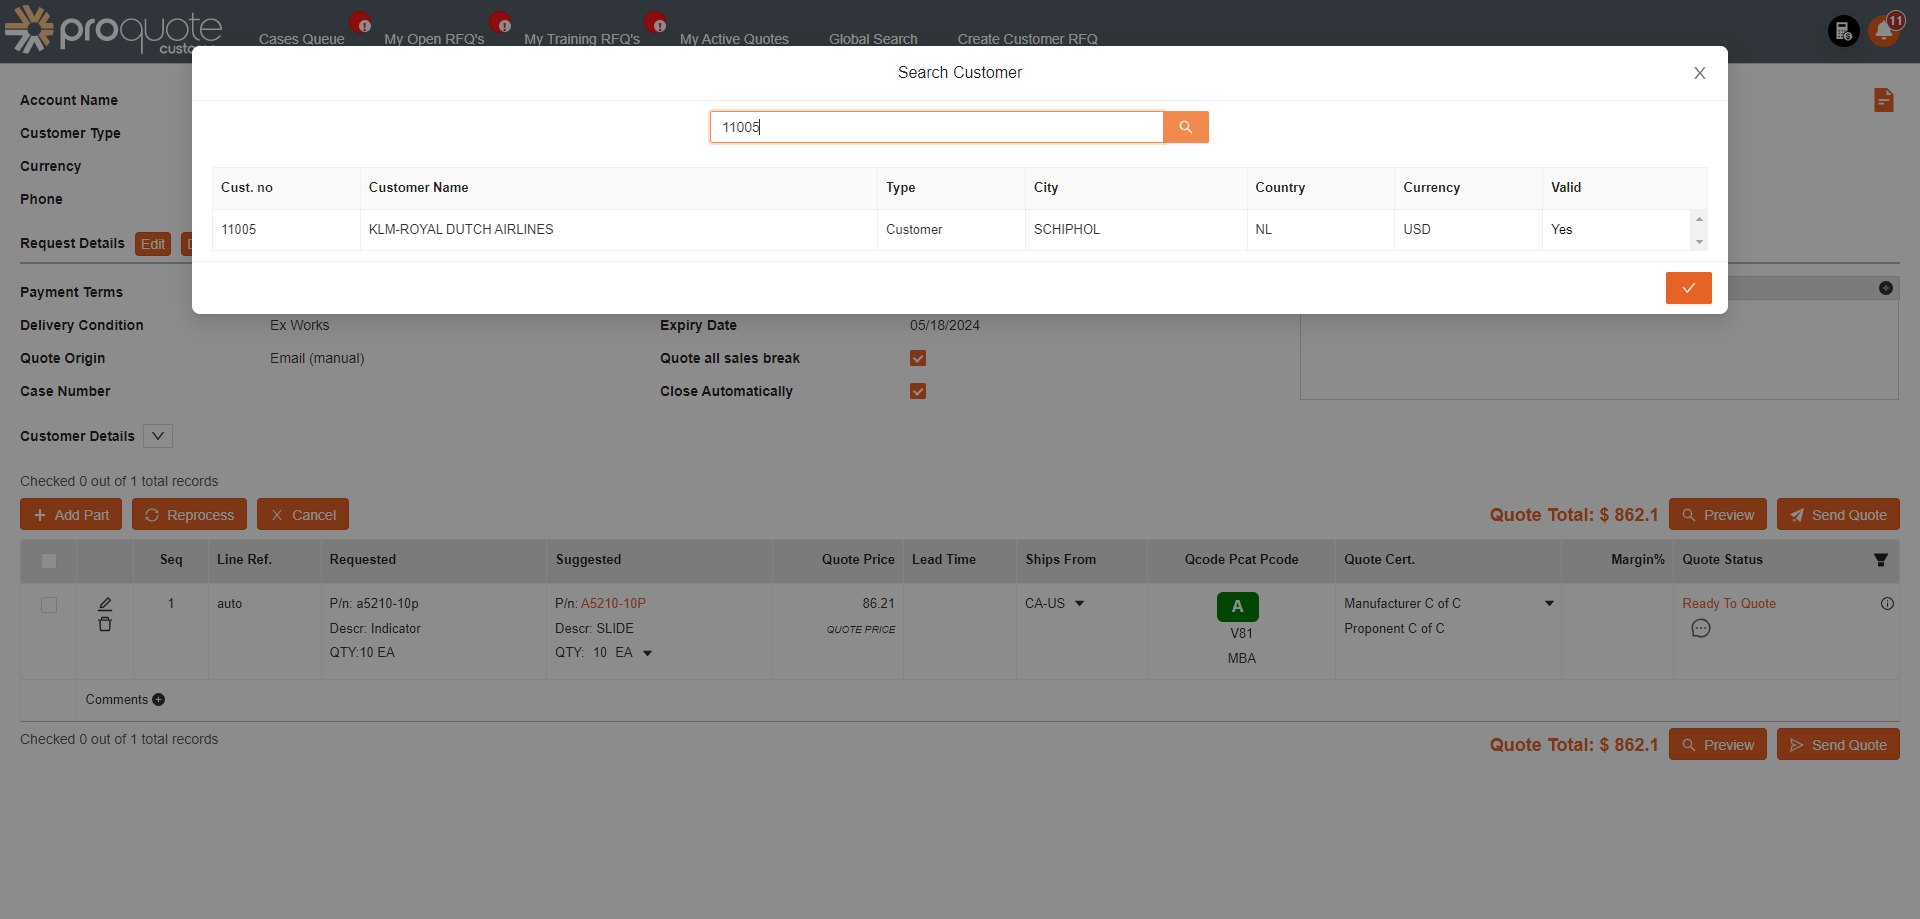 proquote
Cases Queue
My Open RFQ's
My Training RFQ's
My Active Quotes
Global Search
Create Customer RFQ
11
Search Customer
11005
Cust. no Customer Name Type City Country Currency Valid
11005 KLM-ROYAL DUTCH AIRLINES Customer SCHIPHOL NL USD Yes
Account Name
Customer Type
Currency
Phone
Request Details Edit
Payment Terms
Delivery Condition Ex Works Expiry Date 05/18/2024
Quote Origin Email (manual) Quote all sales break
Case Number Close Automatically
Customer Details
Checked 0 out of 1 total records
Add Part Reprocess Cancel Quote Total: $ 862.1 Preview Send Quote
Seq Line Ref. Requested Suggested Quote Price Lead Time Ships From Qcode Pcat Pcode Quote Cert. Margin% Quote Status
1 auto P/n: a5210-10p P/n: A5210-10P 86.21 CA-US A Manufacturer C of C Ready To Quote
Descr: Indicator Descr: SLIDE QUOTE PRICE V81 Proponent C of C
QTY:10 EA QTY: 10 EA MBA
Comments
Checked 0 out of 1 total records
Quote Total: $ 862.1 Preview Send Quote